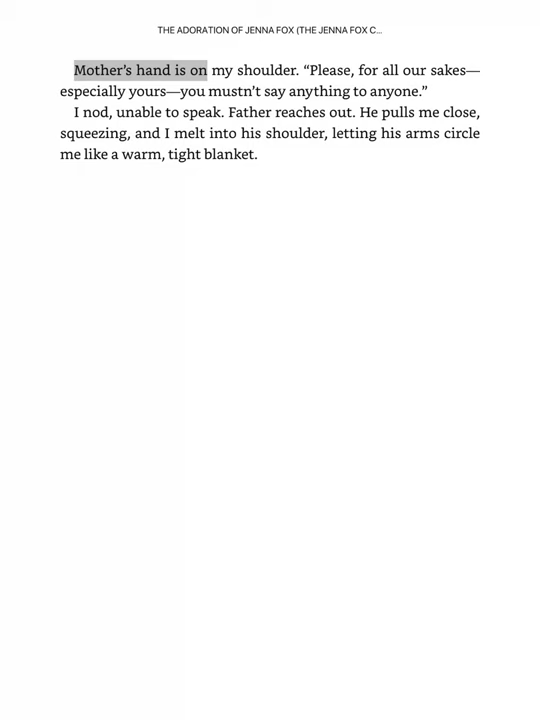 THE ADORATION OF JENNA FOX (THE JENNA FOX C...
Mother’s hand is on my shoulder. “Please, for all our sakes—
especially yours—you mustn’t say anything to anyone.”
I nod, unable to speak. Father reaches out. He pulls me close,
squeezing, and I melt into his shoulder, letting his arms circle
me like a warm, tight blanket.